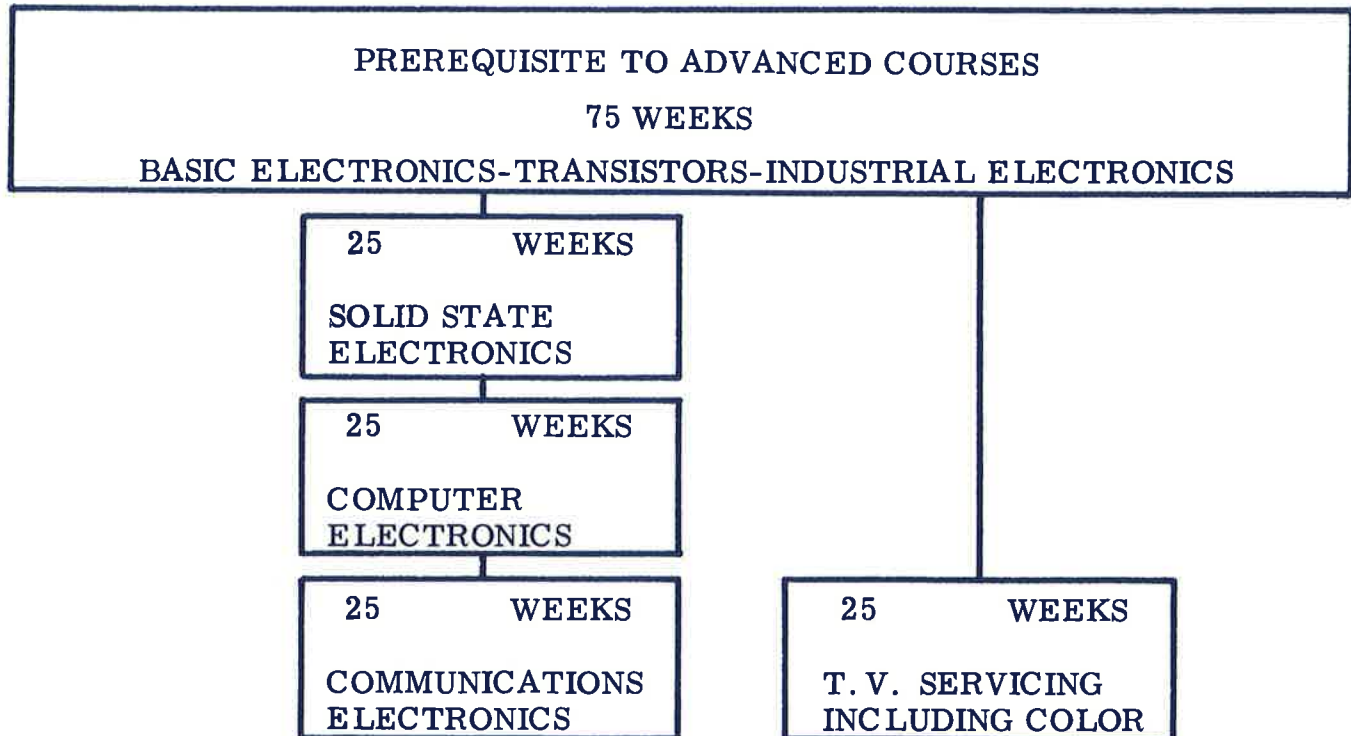 PREREQUISITE TO ADVANCED COURSES
75 WEEKS
BASIC ELECTRONICS-TRANSISTORS-INDUSTRIAL ELECTRONICS
25 WEEKS
SOLID STATE
ELECTRONICS
25 WEEKS
COMPUTER
ELECTRONICS
25 WEEKS
COMMUNICATIONS
ELECTRONICS
25 WEEKS
T.V. SERVICING
INCLUDING COLOR